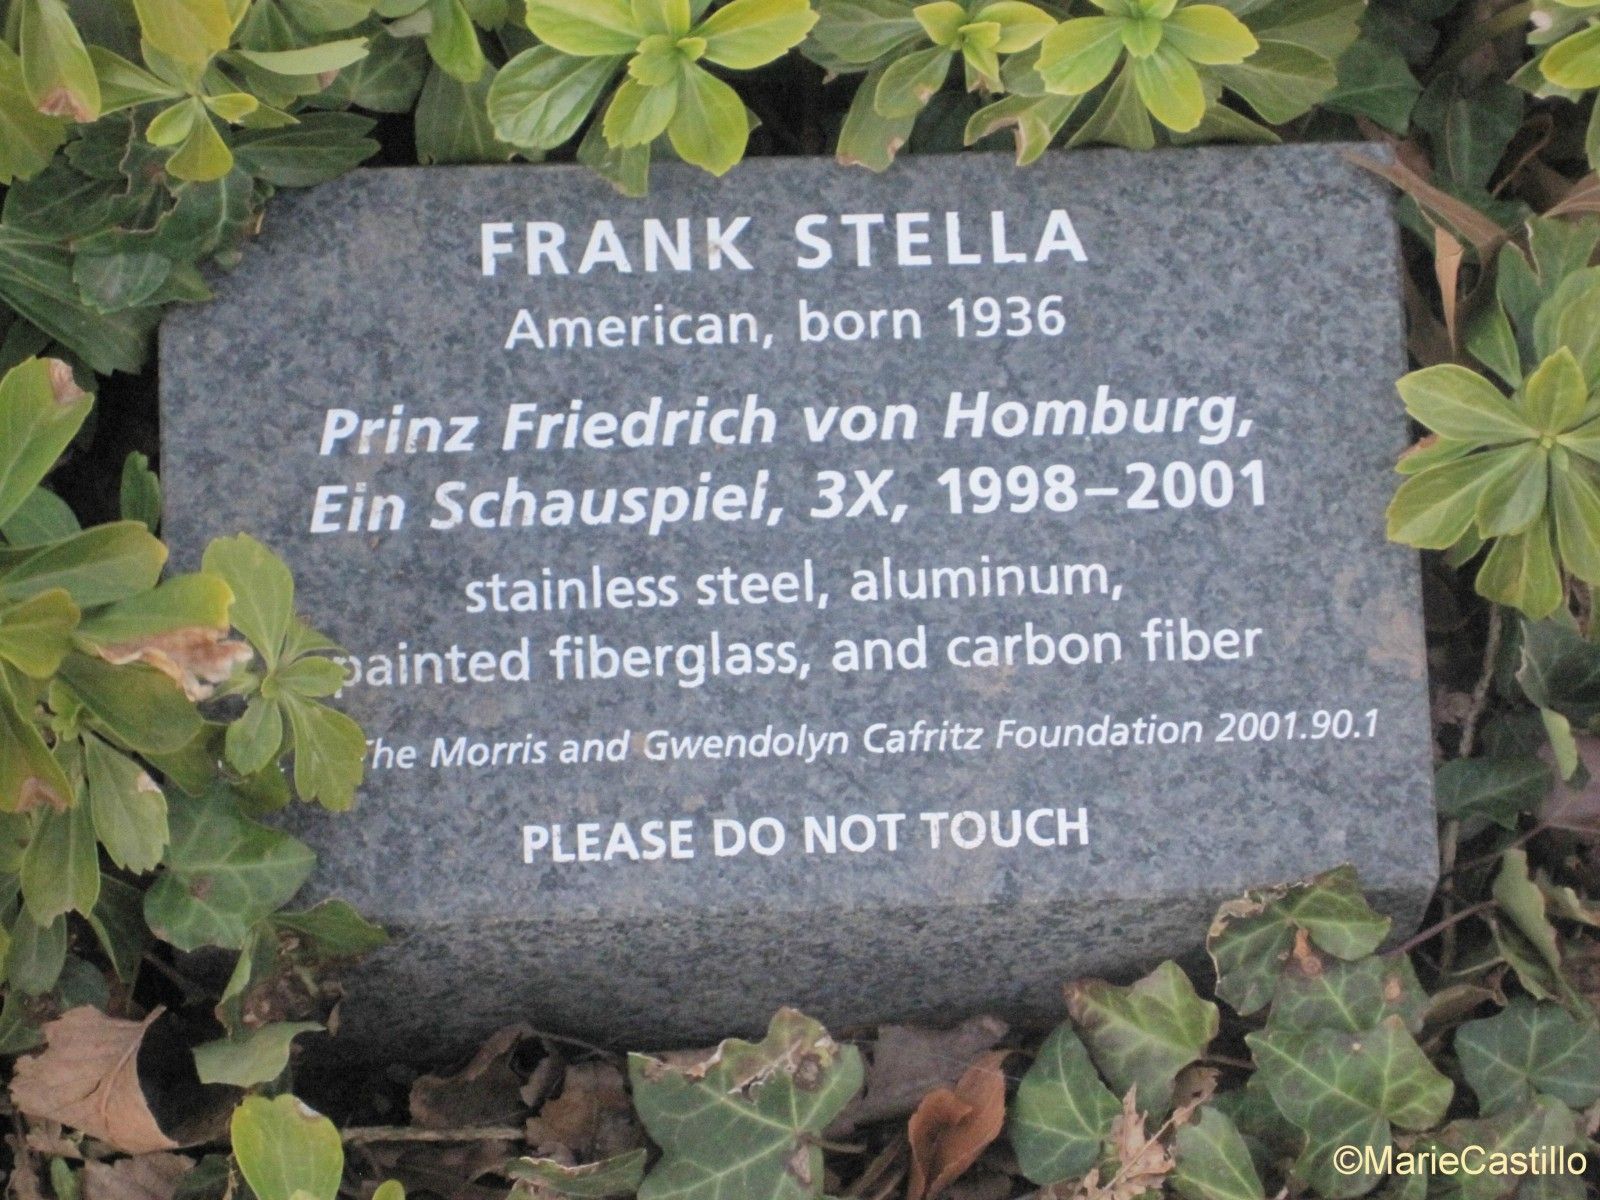 FRANK STELLA
American, born 1936
Prinz Friedrich von Homburg,
Ein Schauspiel, 3X, 1998–2001
stainless steel, aluminum,
painted fiberglass, and carbon fiber
The Morris and Gwendolyn Cafritz Foundation 2001.90.1
PLEASE DO NOT TOUCH
©MarieCastillo